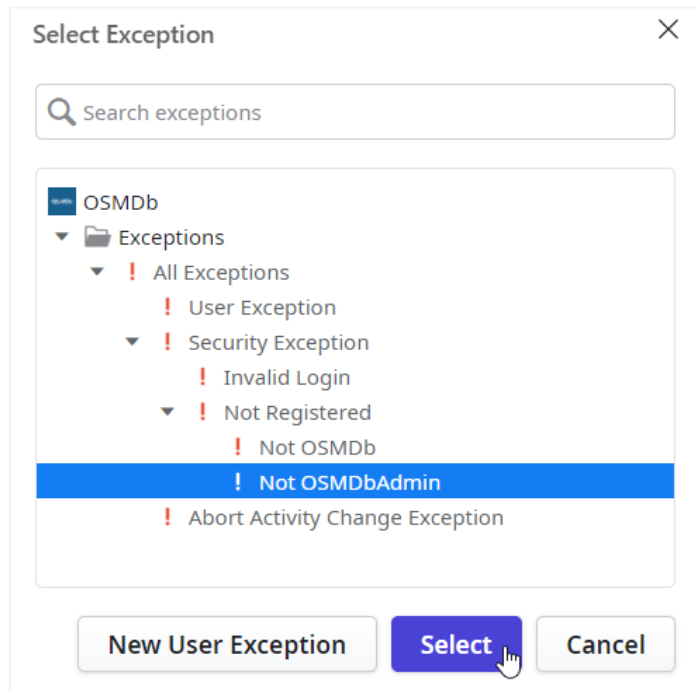 Select Exception
Search exceptions
OSMDb
Exceptions
! All Exceptions
! User Exception
! Security Exception
! Invalid Login
! Not Registered
! Not OSMDb
! Not OSMDbAdmin
! Abort Activity Change Exception
New User Exception Select Cancel